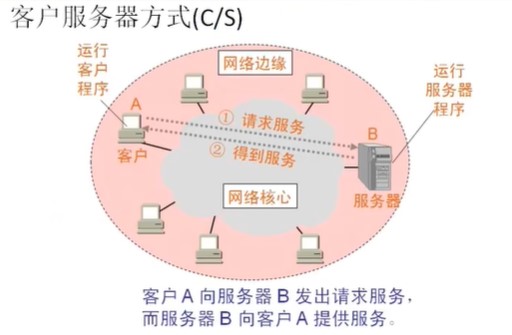 客户服务器方式(C/S)
运行
客户
程序
网络边缘
运行
服务器
程序
A
① 请求服务
B
② 得到服务
客户
网络核心
服务器
客户 A 向服务器 B 发出请求服务，
而服务器 B 向客户 A 提供服务。